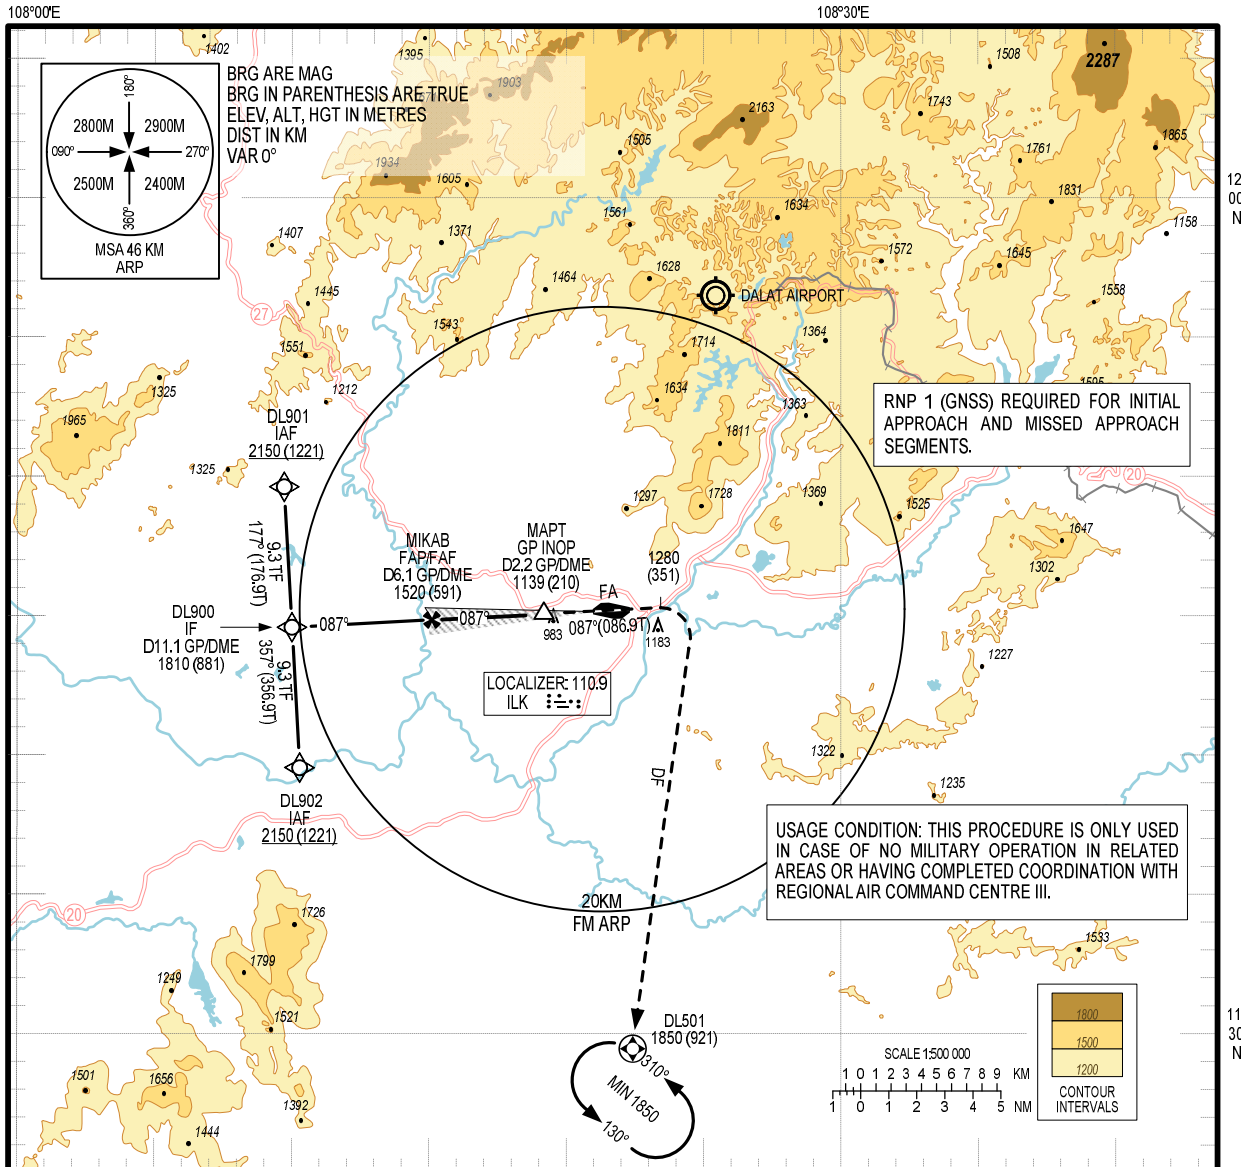 108°00'E
108°30'E
1402
1395
1903
1508
2287
BRG ARE MAG
BRG IN PARENTHESIS ARE TRUE
ELEV, ALT, HGT IN METRES
DIST IN KM
VAR 0°
180°
2800M
2900M
090°
270°
2500M
2400M
360°
MSA 46 KM
ARP
2163
1743
1505
1761
1865
1934
1605
1831
12
00
N
1561
1634
1158
1407
1371
1572
1645
1464
1628
DALAT AIRPORT
1445
1558
27
1543
1364
1551
1714
1325
1212
1634
1595
RNP 1 (GNSS) REQUIRED FOR INITIAL
APPROACH AND MISSED APPROACH
SEGMENTS.
DL901
IAF
2150 (1221)
1363
1965
1811
1325
20
1297
1728
1369
1525
1647
9.3 TF
177° (176.9T)
MIKAB
FAP/FAF
D6.1 GP/DME
1520 (591)
MAPT
GP INOP
D2.2 GP/DME
1139 (210)
1280
(351)
1302
FA
DL900
IF
D11.1 GP/DME
1810 (881)
087°
087°
983
087°(086.9T)
1183
9.3 TF
357° (356.9T)
1227
LOCALIZER: 110.9
ILK
1322
DF
1235
DL902
IAF
2150 (1221)
USAGE CONDITION: THIS PROCEDURE IS ONLY USED
IN CASE OF NO MILITARY OPERATION IN RELATED
AREAS OR HAVING COMPLETED COORDINATION WITH
REGIONAL AIR COMMAND CENTRE III.
20
20KM
FM ARP
1726
1533
1799
1249
1521
DL501
1850 (921)
310°
MIN 1850
130°
11
30
N
1800
1500
1200
CONTOUR
INTERVALS
SCALE 1:500 000
1 0 1 2 3 4 5 6 7 8 9 KM
1 0 1 2 3 4 5 NM
1501
1656
1392
1444